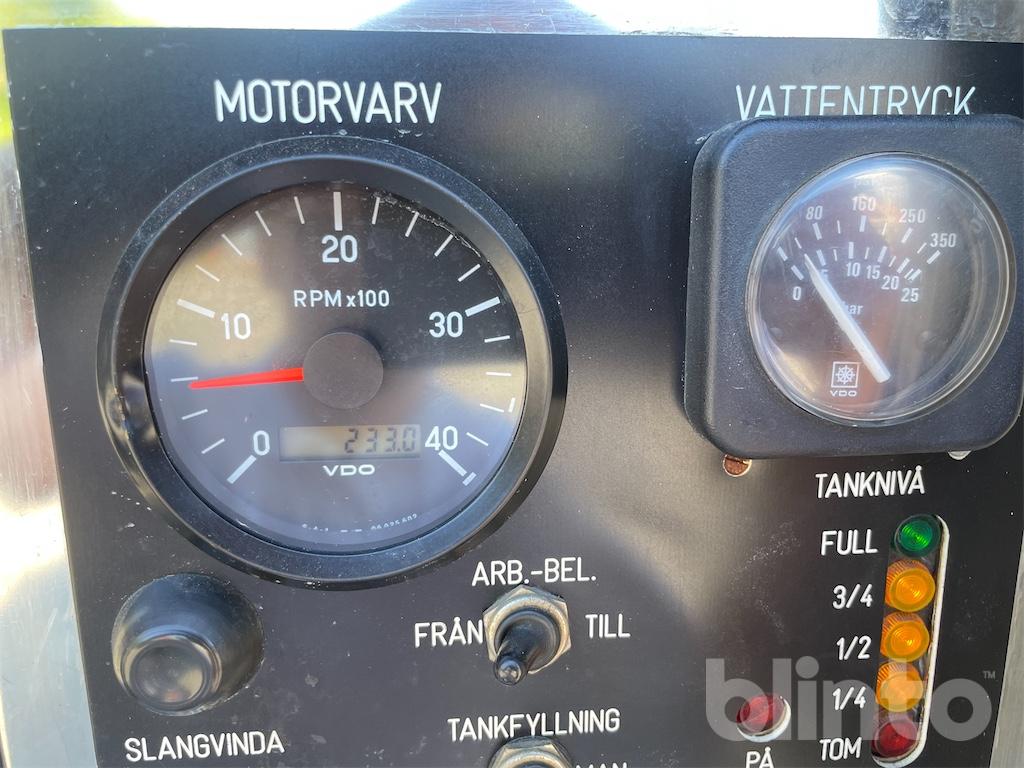 MOTORVARV
VATTENTRYCK
20
10
30
RPM x100
0
40
233.0
VDO
80 160 250 350
0 5 10 15 20 25
bar
VDO
TANKNIVÅ
FULL
3/4
1/2
1/4
TOM
ARB.-BEL.
FRÅN
TILL
TANKFYLLNING
MAN
SLANGVINDA
PÅ
blinto™